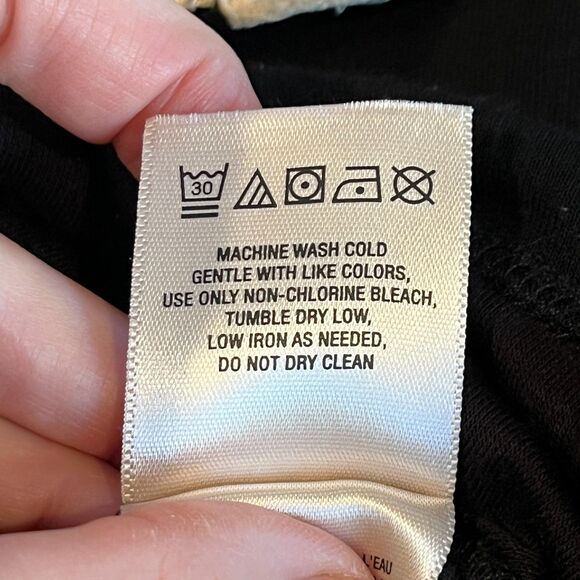 30
MACHINE WASH COLD
GENTLE WITH LIKE COLORS,
USE ONLY NON-CHLORINE BLEACH,
TUMBLE DRY LOW,
LOW IRON AS NEEDED,
DO NOT DRY CLEAN
L'EAU